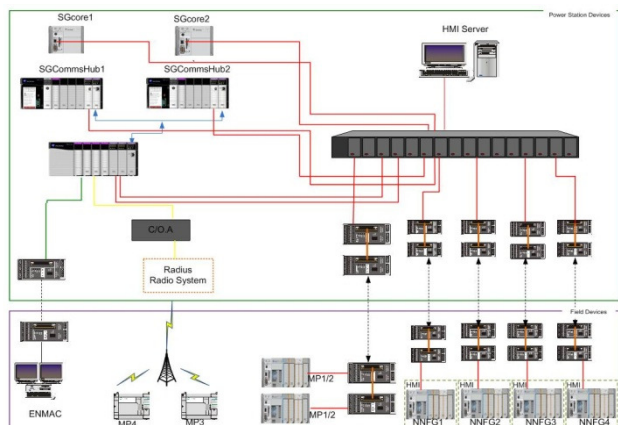 Power Station Devices
SGcore1
SGcore2
HMI Server
SGCommsHub1
SGCommsHub2
C/O.A
Radius
Radio System
Field Devices
ENMAC
MP4
MP3
MP1/2
MP1/2
HMI
HMI
HMI
HMI
NNFG1
NNFG2
NNFG3
NNFG4